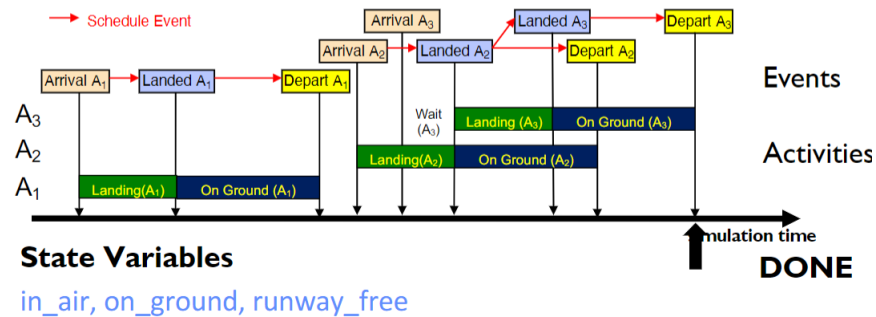 Schedule Event
Arrival A3
Landed A3
Depart A3
Arrival A2
Landed A2
Depart A2
Arrival A1
Landed A1
Depart A1
Events
A3
Wait
(A3)
Landing (A3)
On Ground (A3)
A2
Landing(A2)
On Ground (A2)
Activities
A1
Landing(A1)
On Ground (A1)
mulation time
State Variables
DONE
in_air, on_ground, runway_free